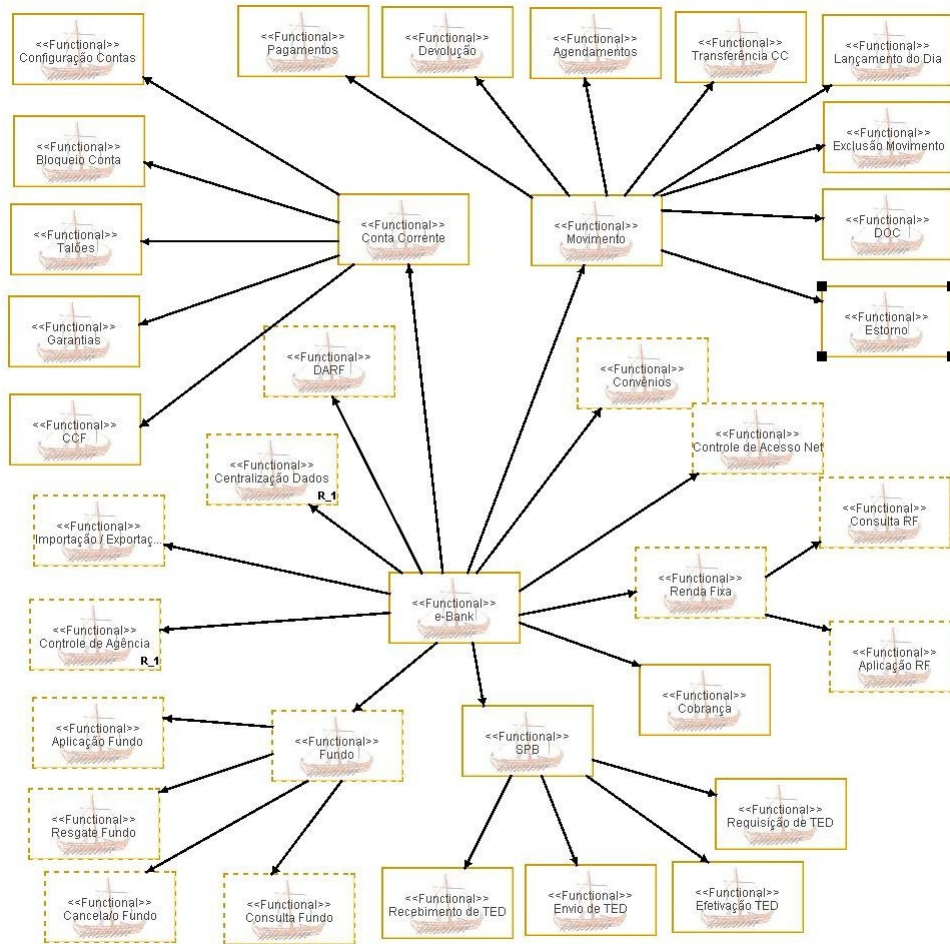 <<Functional>>
Configuração Contas
<<Functional>>
Pagamentos
<<Functional>>
Devolução
<<Functional>>
Agendamentos
<<Functional>>
Transferência CC
<<Functional>>
Lançamento do Dia
<<Functional>>
Bloqueio Conta
<<Functional>>
Exclusão Movimento
<<Functional>>
Talões
<<Functional>>
Conta Corrente
<<Functional>>
Movimento
<<Functional>>
DOC
<<Functional>>
Garantias
<<Functional>>
Estorno
<<Functional>>
DARF
<<Functional>>
Convênios
<<Functional>>
CCF
<<Functional>>
Controle de Acesso Net
<<Functional>>
Centralização Dados
R_1
<<Functional>>
Importação / Exportaç...
<<Functional>>
Consulta RF
<<Functional>>
e-Bank
<<Functional>>
Renda Fixa
<<Functional>>
Controle de Agência
R_1
<<Functional>>
Aplicação RF
<<Functional>>
Cobrança
<<Functional>>
Aplicação Fundo
<<Functional>>
Fundo
<<Functional>>
SPB
<<Functional>>
Resgate Fundo
<<Functional>>
Requisição de TED
<<Functional>>
Cancela/o Fundo
<<Functional>>
Consulta Fundo
<<Functional>>
Recebimento de TED
<<Functional>>
Envio de TED
<<Functional>>
Efetivação TED